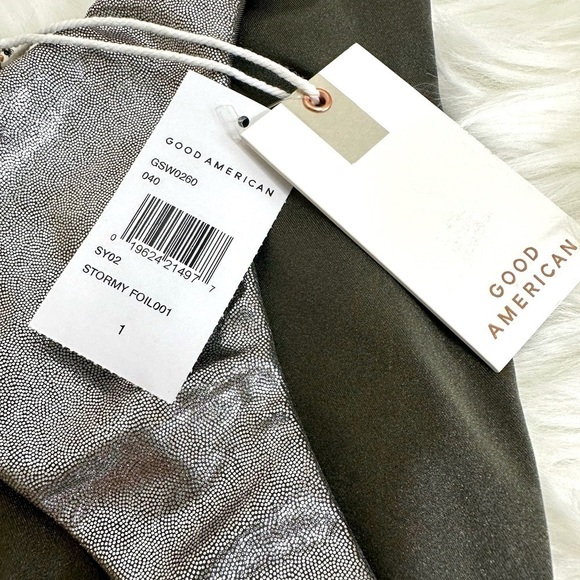 GOOD AMERICAN
GSW0260
040
0 19624 21497 7
SY02
STORMY FOIL001
1
GOOD
AMERICAN